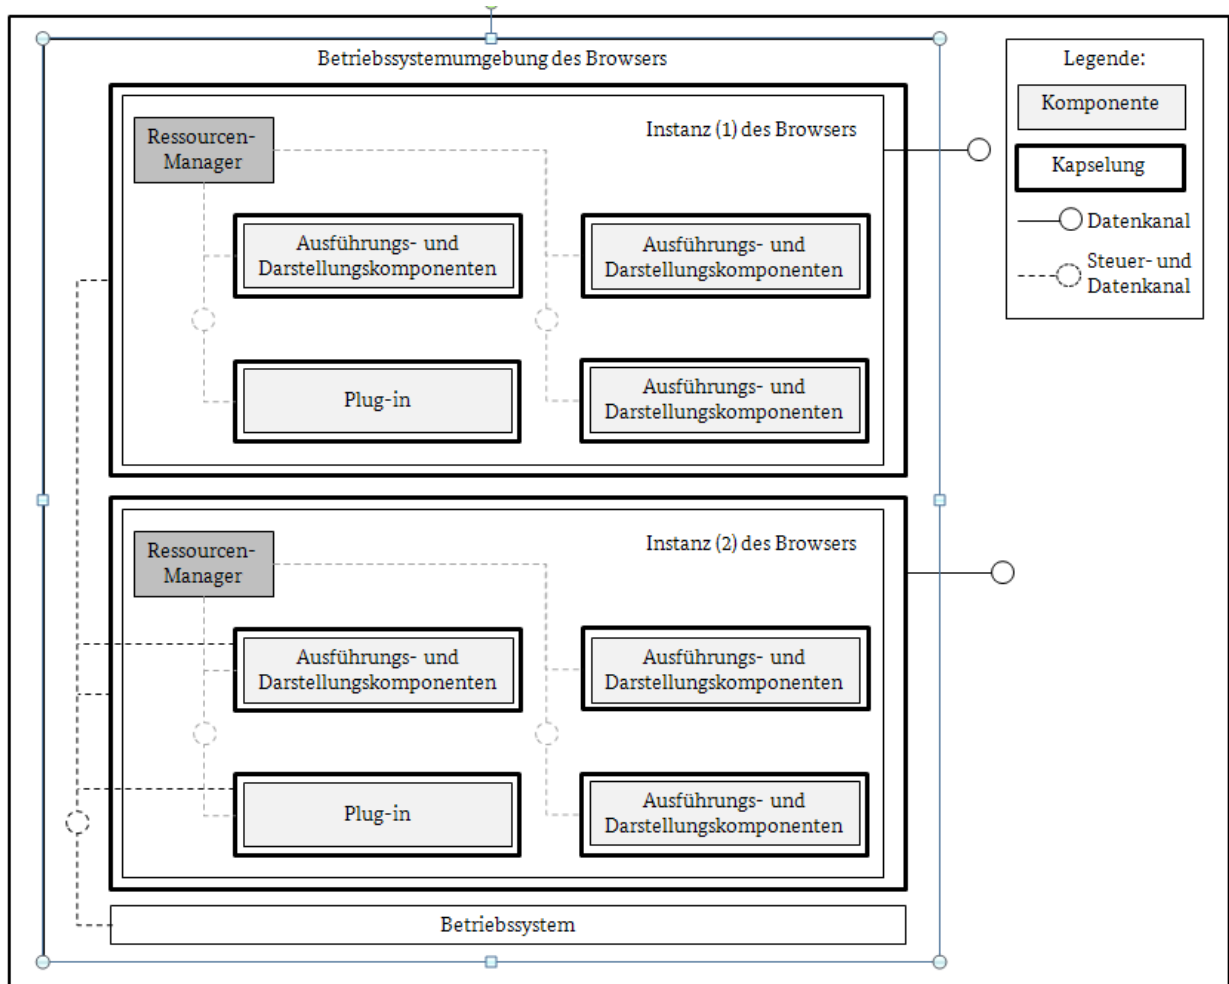 Betriebssystemumgebung des Browsers
Instanz (1) des Browsers
Ressourcen-
Manager
Ausführungs- und
Darstellungskomponenten
Ausführungs- und
Darstellungskomponenten
Plug-in
Ausführungs- und
Darstellungskomponenten
Instanz (2) des Browsers
Ressourcen-
Manager
Ausführungs- und
Darstellungskomponenten
Ausführungs- und
Darstellungskomponenten
Plug-in
Ausführungs- und
Darstellungskomponenten
Betriebssystem
Legende:
Komponente
Kapselung
Datenkanal
Steuer- und
Datenkanal